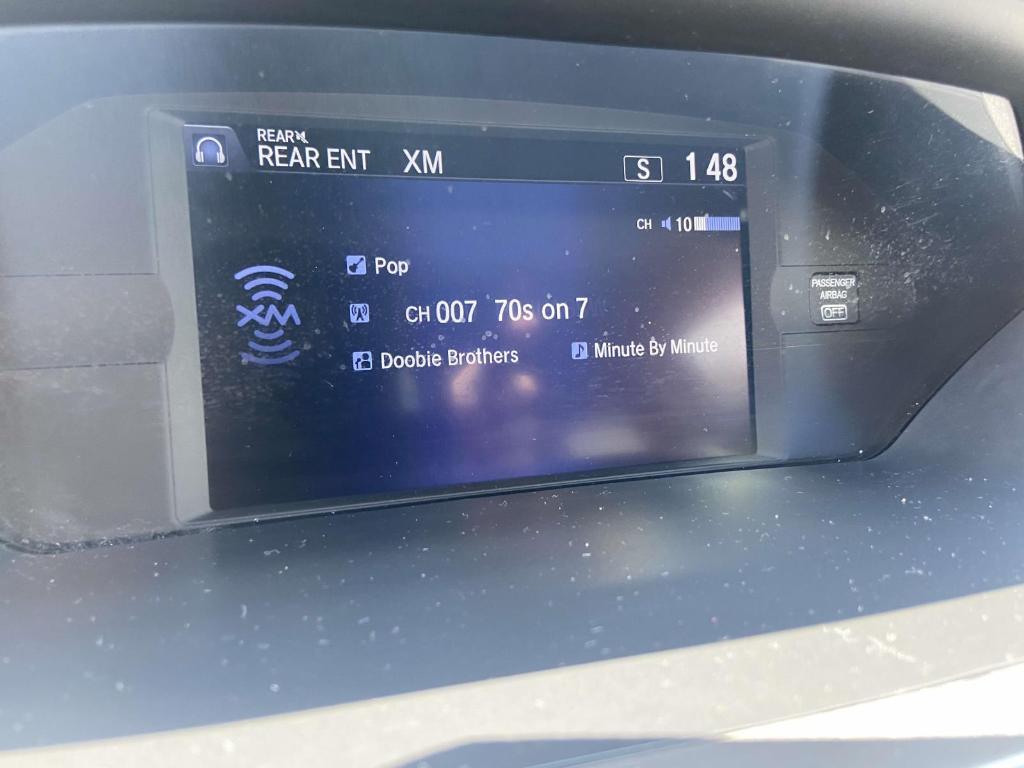 REAR
REAR ENT XM S 1 48
CH 10
Pop
XM
CH 007 70s on 7
Doobie Brothers Minute By Minute
PASSENGER
AIRBAG
OFF